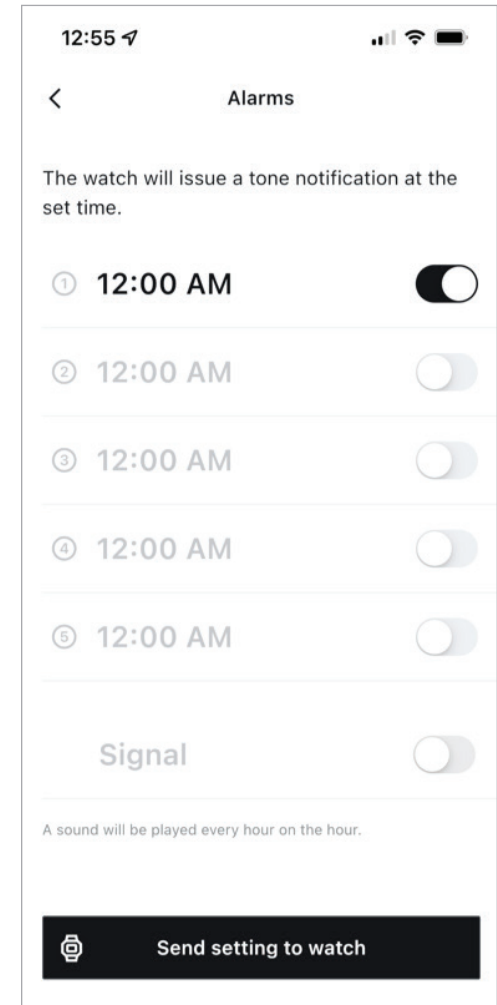 12:55
Alarms
The watch will issue a tone notification at the
set time.
① 12:00 AM
② 12:00 AM
③ 12:00 AM
④ 12:00 AM
⑤ 12:00 AM
Signal
A sound will be played every hour on the hour.
Send setting to watch